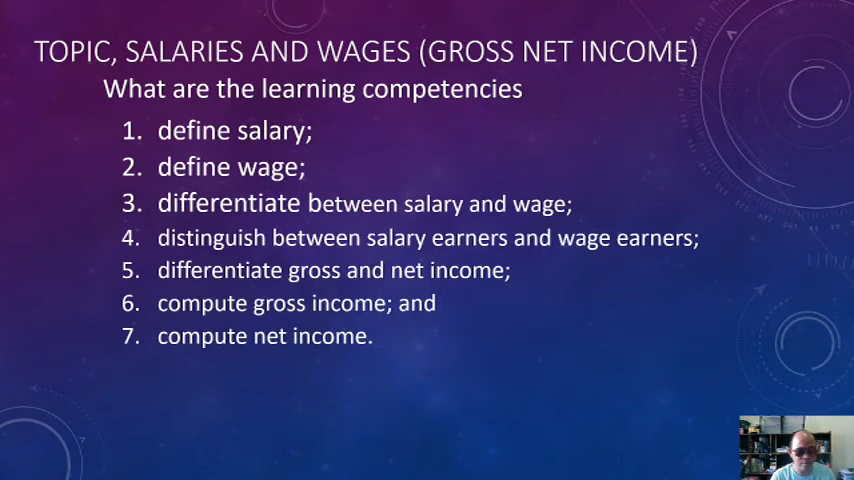 TOPIC, SALARIES AND WAGES (GROSS NET INCOME)
What are the learning competencies
1. define salary;
2. define wage;
3. differentiate between salary and wage;
4. distinguish between salary earners and wage earners;
5. differentiate gross and net income;
6. compute gross income; and
7. compute net income.